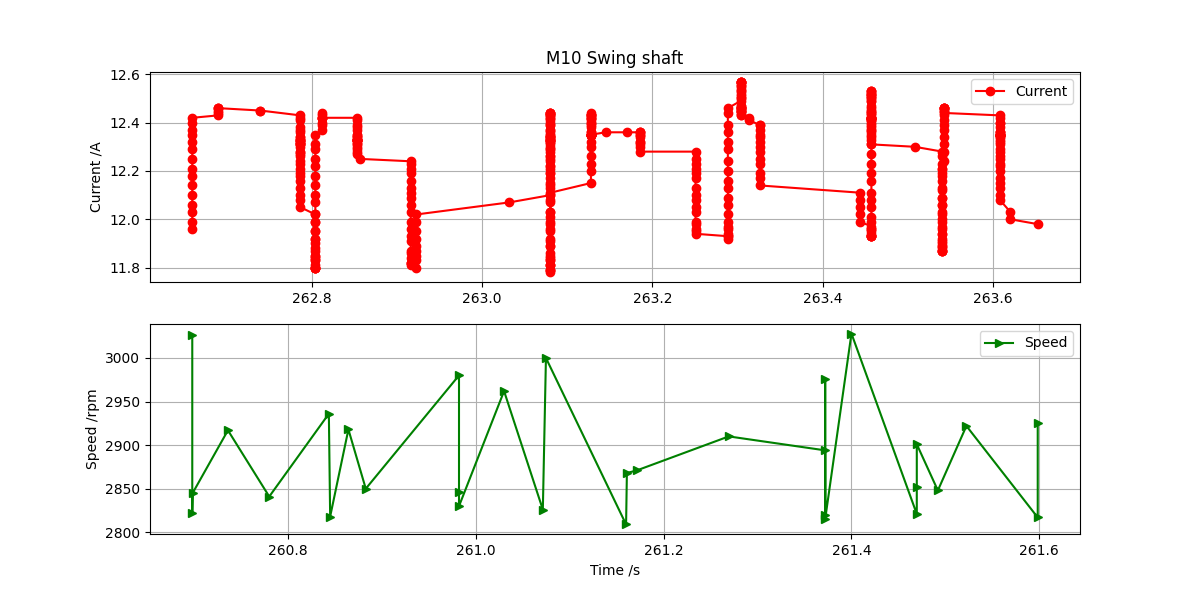 M10 Swing shaft
12.6
12.4
12.2
12.0
11.8
Current /A
Current
262.8 263.0 263.2 263.4 263.6
3000
2950
2900
2850
2800
Speed /rpm
Speed
260.8 261.0 261.2 261.4 261.6
Time /s